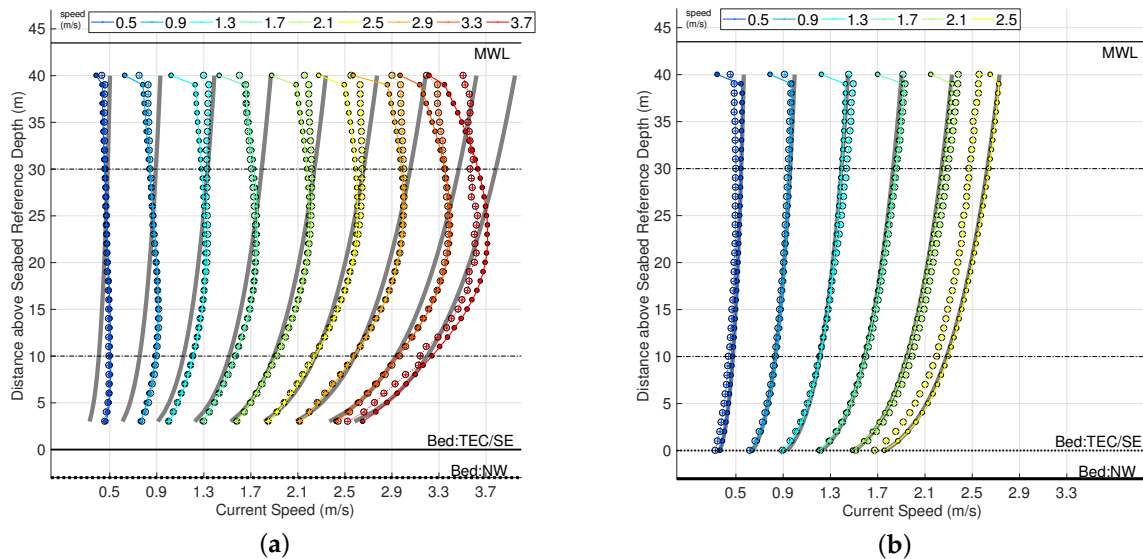 speed
(m/s)
0.5 0.9 1.3 1.7 2.1 2.5 2.9 3.3 3.7
45
40
35
30
25
20
15
10
5
0
Distance above Seabed Reference Depth (m)
MWL
Bed:TEC/SE
Bed:NW
0.5 0.9 1.3 1.7 2.1 2.5 2.9 3.3 3.7
Current Speed (m/s)
(a)
speed
(m/s)
0.5 0.9 1.3 1.7 2.1 2.5
45
40
35
30
25
20
15
10
5
0
Distance above Seabed Reference Depth (m)
MWL
Bed:TEC/SE
Bed:NW
0.5 0.9 1.3 1.7 2.1 2.5 2.9 3.3
Current Speed (m/s)
(b)